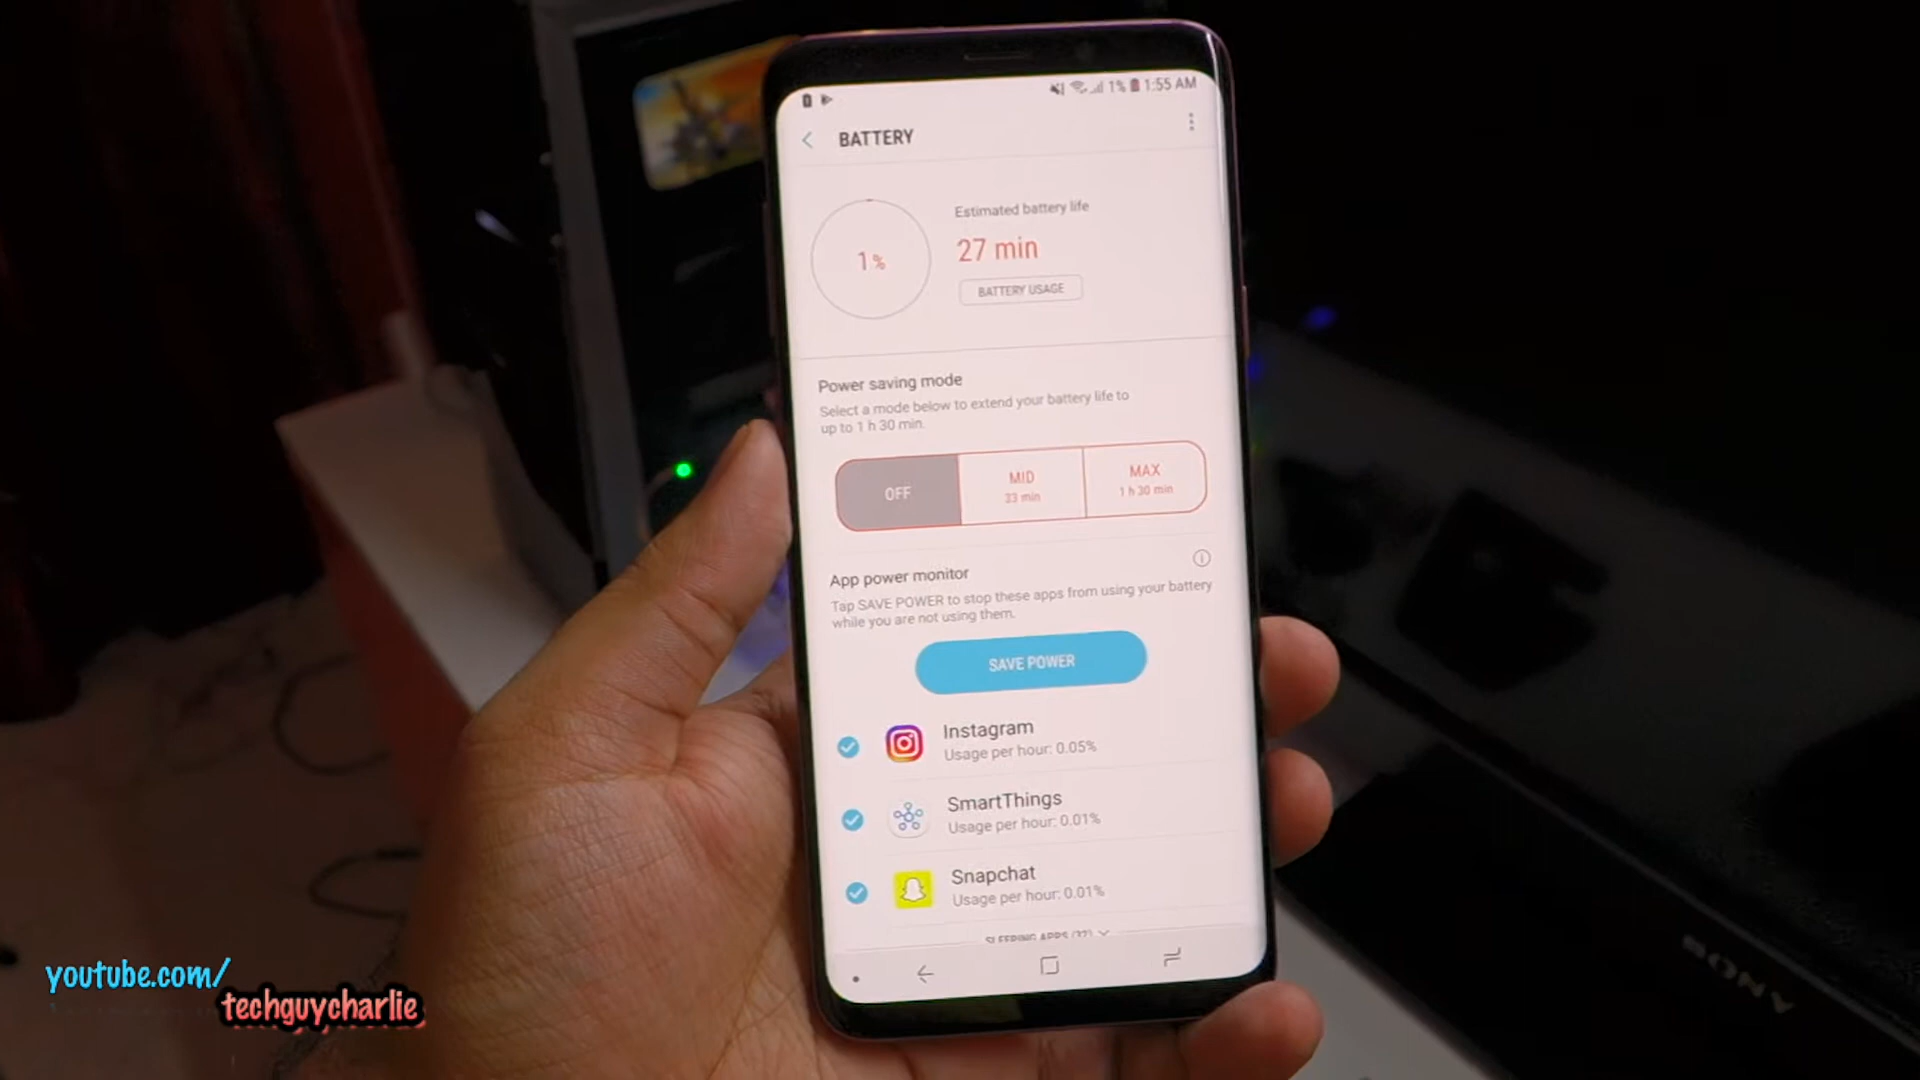 1% 1:55 AM
BATTERY
Estimated battery life
1%
27 min
BATTERY USAGE
Power saving mode
Select a mode below to extend your battery life to
up to 1 h 30 min.
OFF
MID
33 min
MAX
1 h 30 min
App power monitor
Tap SAVE POWER to stop these apps from using your battery
while you are not using them.
SAVE POWER
Instagram
Usage per hour: 0.05%
SmartThings
Usage per hour: 0.01%
Snapchat
Usage per hour: 0.01%
SLEEPING APPS
SONY
youtube.com/
techguycharlie